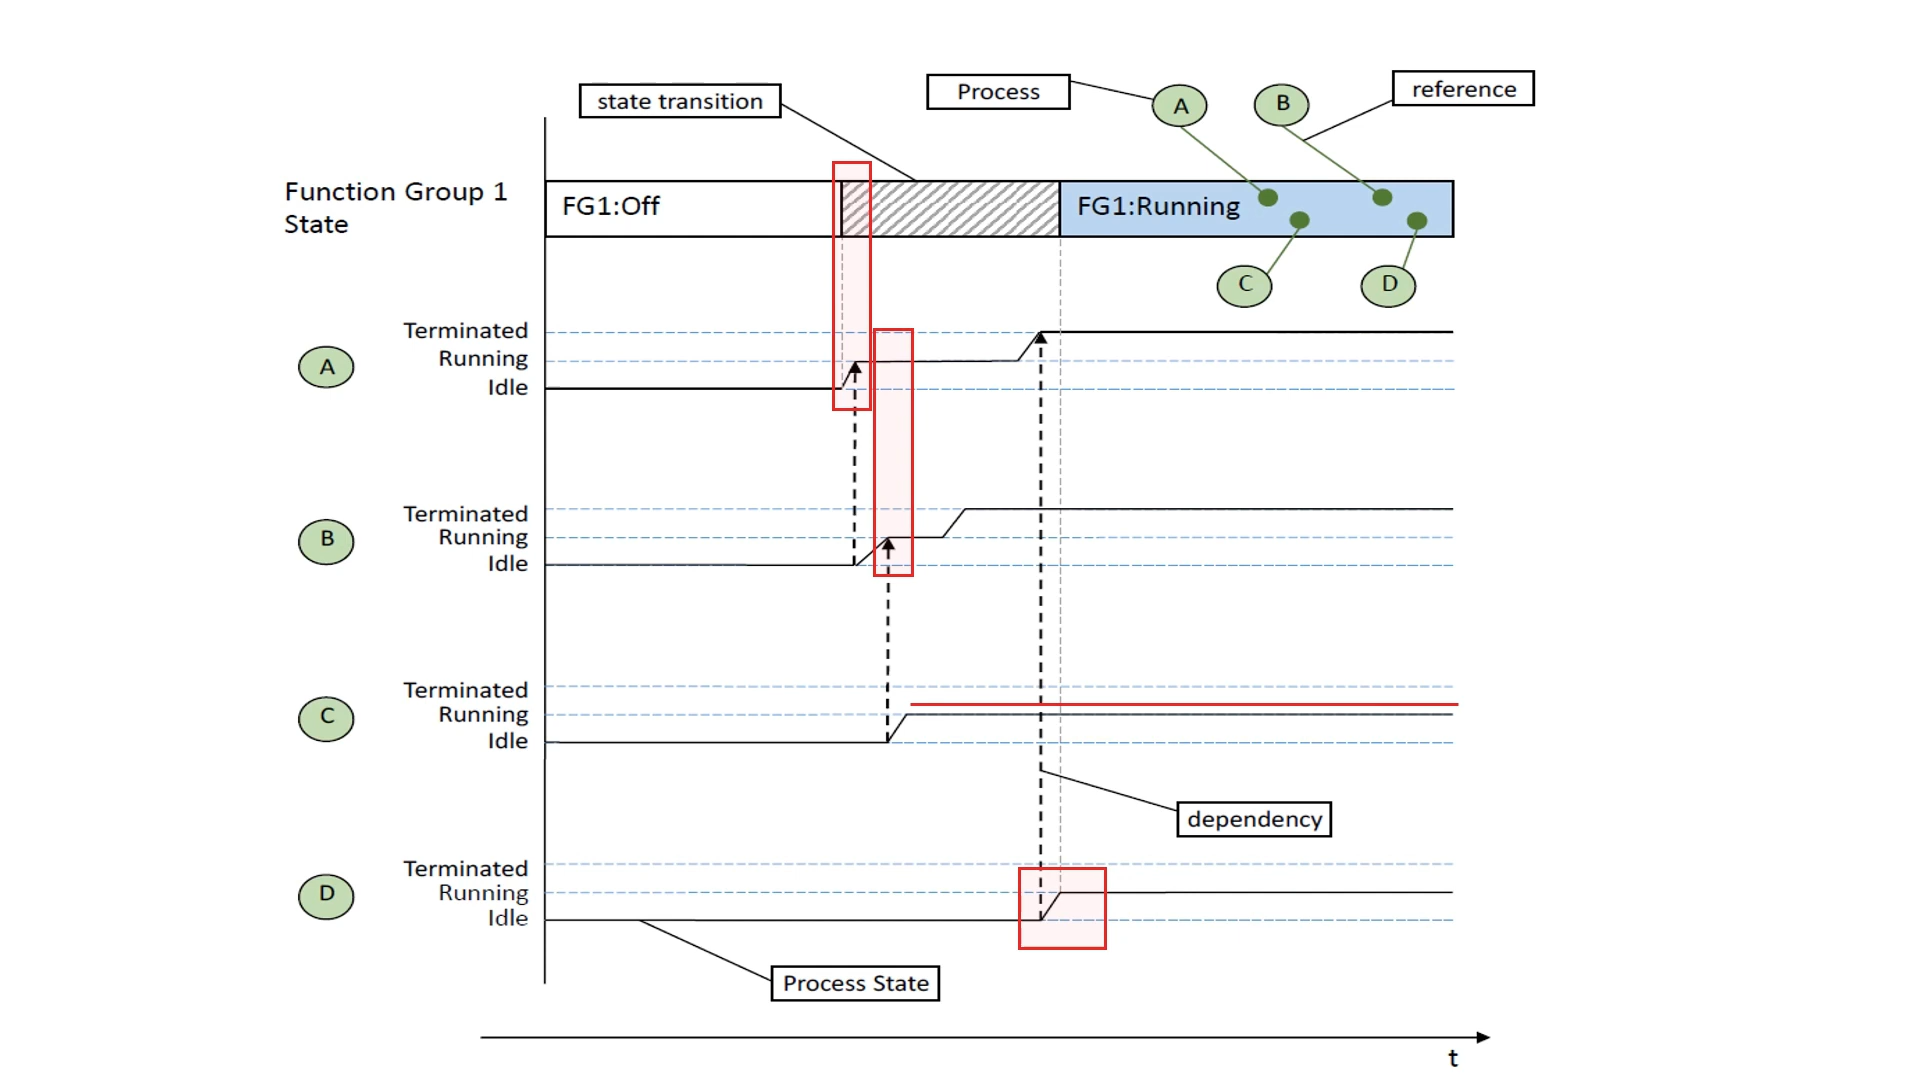 state transition
Process
A
B
reference
Function Group 1
State
FG1:Off
FG1:Running
C
D
Terminated
Running
Idle
A
Terminated
Running
Idle
B
Terminated
Running
Idle
C
dependency
Terminated
Running
Idle
D
Process State
t